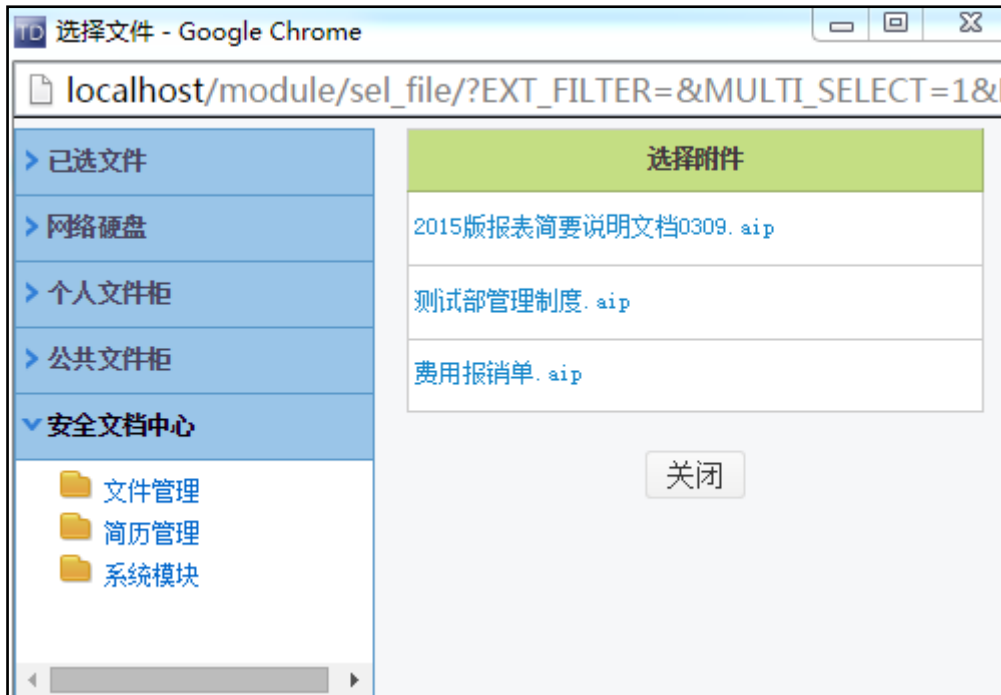 TD 选择文件 - Google Chrome
localhost/module/sel_file/?EXT_FILTER=&MULTI_SELECT=1&
已选文件
网络硬盘
个人文件柜
公共文件柜
安全文档中心
文件管理
简历管理
系统模块
选择附件
2015版报表简要说明文档0309.aip
测试部管理制度.aip
费用报销单.aip
关闭